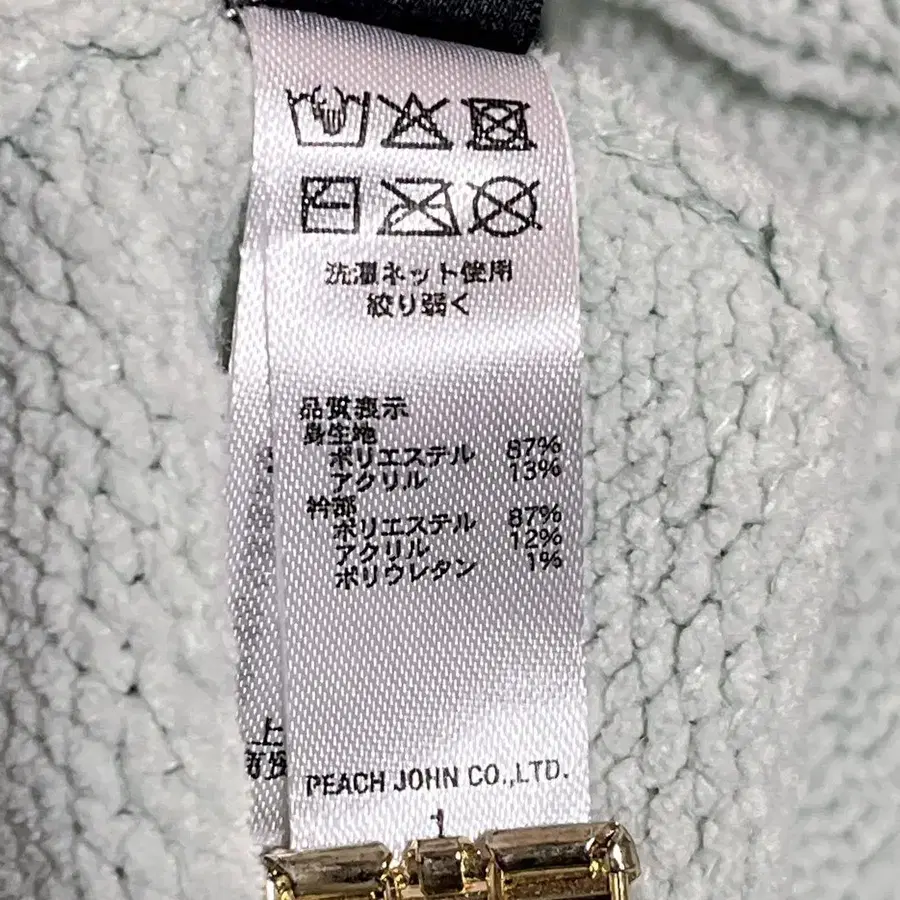 洗濯ネット使用
絞り弱く
品質表示
身生地
ポリエステル 87%
アクリル 13%
衿部
ポリエステル 87%
アクリル 12%
ポリウレタン 1%
上
PEACH JOHN CO.,LTD.
1